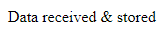 Data received & stored